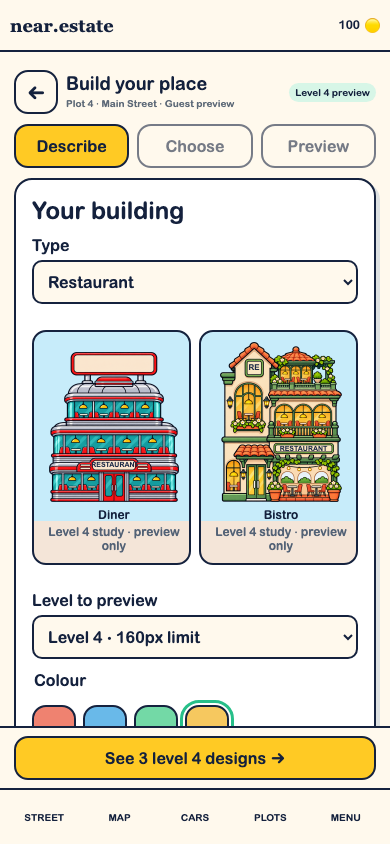 near.estate
100
Build your place
Plot 4 · Main Street · Guest preview
Level 4 preview
Describe
Choose
Preview
Your building
Type
Restaurant
RESTAURAN
RE
RESTAURANT
Diner
Level 4 study · preview only
Bistro
Level 4 study · preview only
Level to preview
Level 4 · 160px limit
Colour
See 3 level 4 designs →
STREET
MAP
CARS
PLOTS
MENU